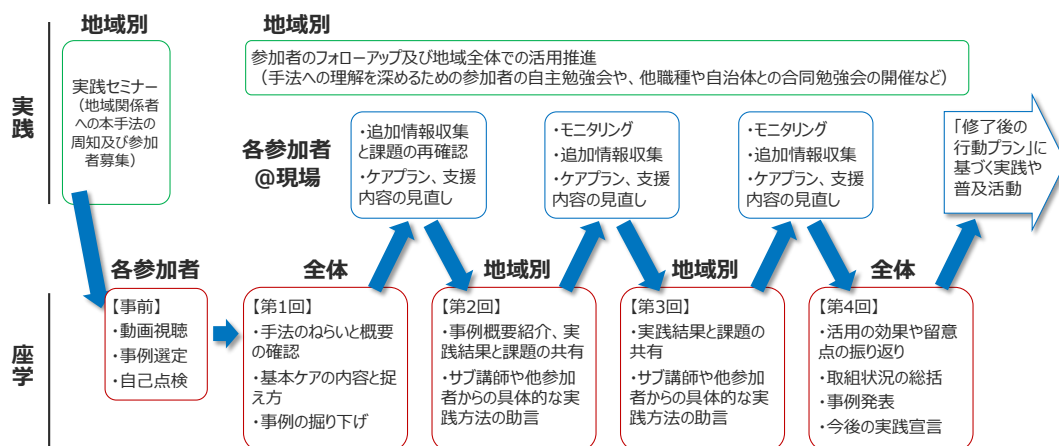 地域別
地域別
実践
実践セミナー
（地域関係者
への本手法の
周知及び参加
者募集）
参加者のフォローアップ及び地域全体での活用推進
（手法への理解を深めるための参加者の自主勉強会や、他職種や自治体との合同勉強会の開催など）
各参加者
@現場
・追加情報収集
と課題の再確認
・ケアプラン、支援
内容の見直し
・モニタリング
・追加情報収集
・ケアプラン、支援
内容の見直し
・モニタリング
・追加情報収集
・ケアプラン、支援
内容の見直し
「修了後の
行動プラン」に
基づく実践や
普及活動
座学
各参加者
【事前】
・動画視聴
・事例選定
・自己点検
全体
【第1回】
・手法のねらいと概要
の確認
・基本ケアの内容と捉
え方
・事例の掘り下げ
地域別
【第2回】
・事例概要紹介、実
践結果と課題の共有
・サブ講師や他参加
者からの具体的な実
践方法の助言
地域別
【第3回】
・実践結果と課題の
共有
・サブ講師や他参加
者からの具体的な実
践方法の助言
全体
【第4回】
・活用の効果や留意
点の振り返り
・取組状況の総括
・事例発表
・今後の実践宣言